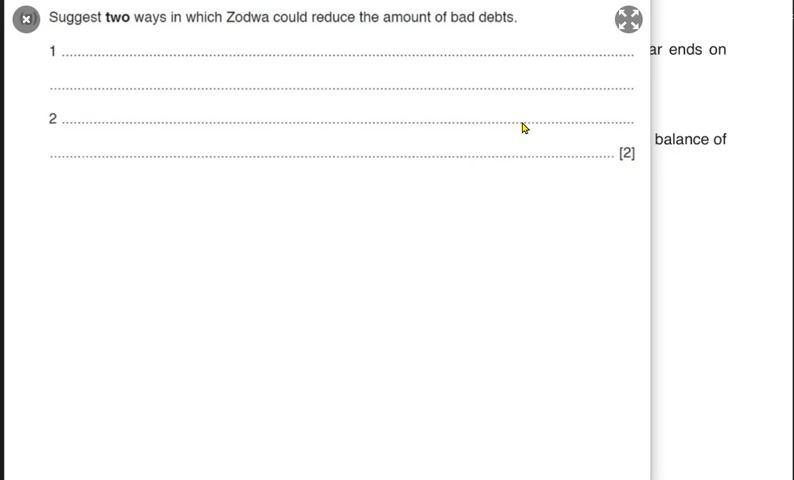 Suggest two ways in which Zodwa could reduce the amount of bad debts.
1 ..............................................................................................................................
ar ends on
..............................................................................................................................
2 ..............................................................................................................................
balance of
.............................................................................................................................. [2]